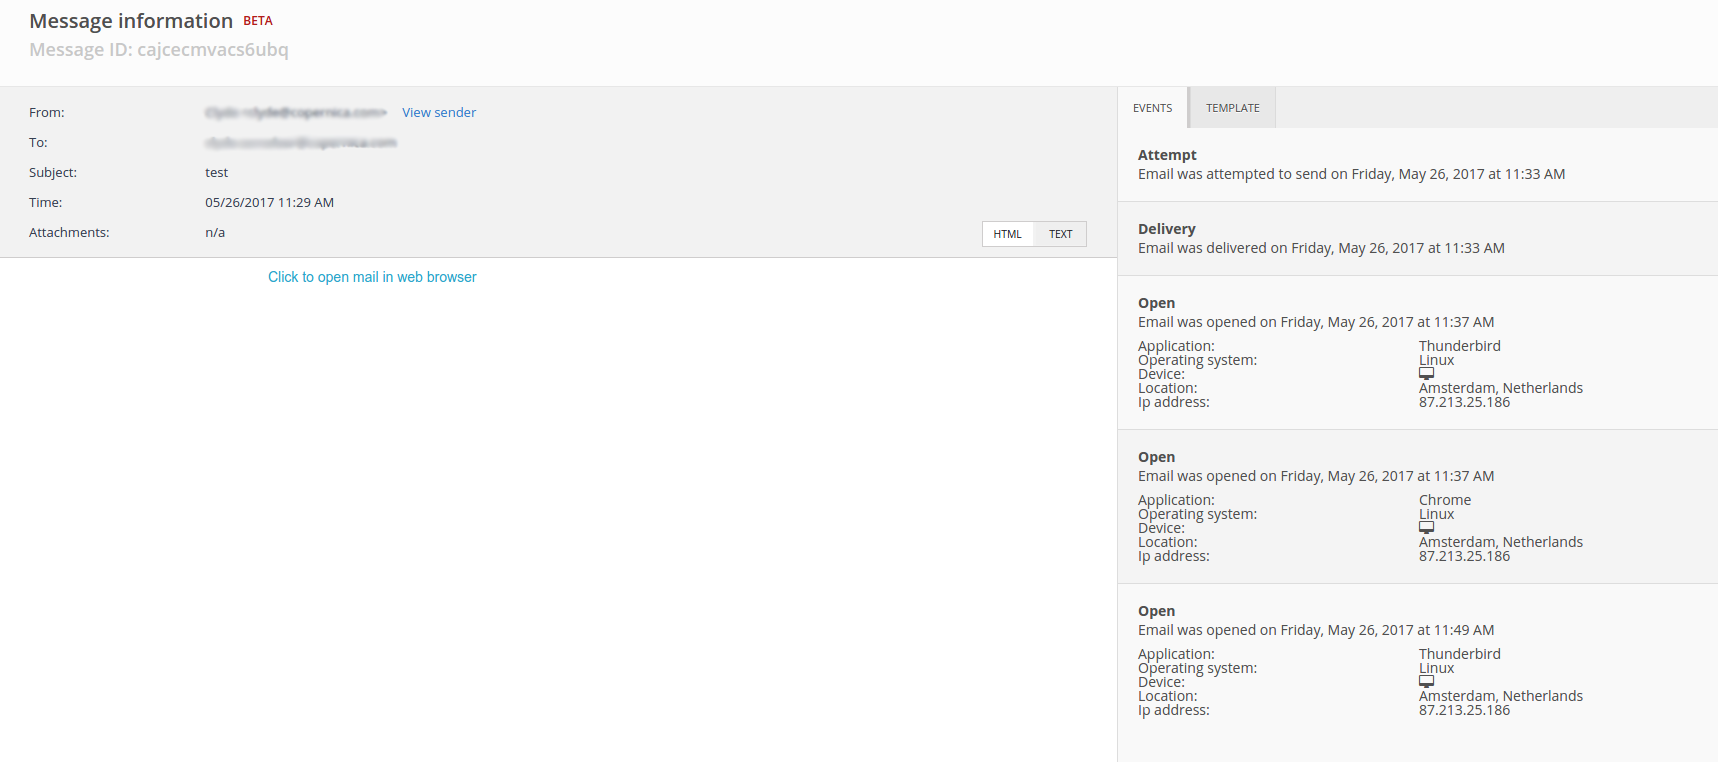 Message information BETA
Message ID: cajcecmvacs6ubq
From: View sender
To:
Subject: test
Time: 05/26/2017 11:29 AM
Attachments: n/a
HTML TEXT
Click to open mail in web browser
EVENTS TEMPLATE
Attempt
Email was attempted to send on Friday, May 26, 2017 at 11:33 AM
Delivery
Email was delivered on Friday, May 26, 2017 at 11:33 AM
Open
Email was opened on Friday, May 26, 2017 at 11:37 AM
Application: Thunderbird
Operating system: Linux
Device:
Location: Amsterdam, Netherlands
Ip address: 87.213.25.186
Open
Email was opened on Friday, May 26, 2017 at 11:37 AM
Application: Chrome
Operating system: Linux
Device:
Location: Amsterdam, Netherlands
Ip address: 87.213.25.186
Open
Email was opened on Friday, May 26, 2017 at 11:49 AM
Application: Thunderbird
Operating system: Linux
Device:
Location: Amsterdam, Netherlands
Ip address: 87.213.25.186